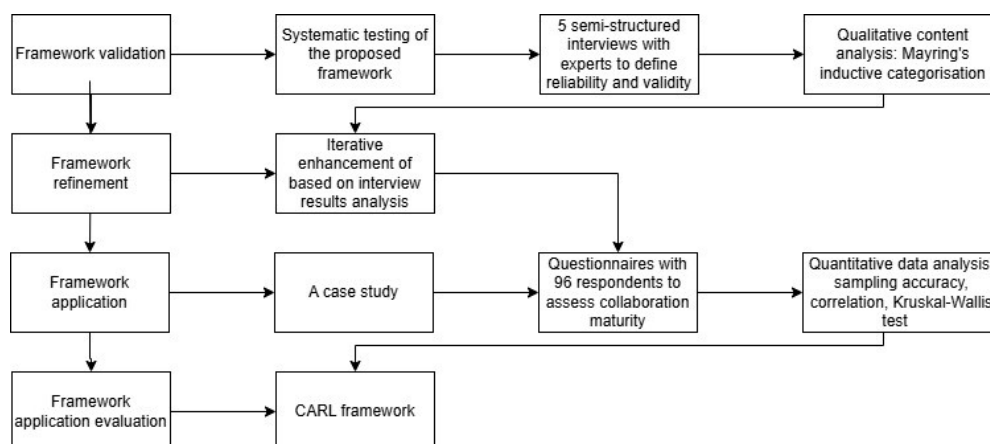 Framework validation
Systematic testing of
the proposed
framework
5 semi-structured
interviews with
experts to define
reliability and validity
Qualitative content
analysis: Mayring's
inductive categorisation
Framework
refinement
Iterative
enhancement of
based on interview
results analysis
Framework
application
A case study
Questionnaires with
96 respondents to
assess collaboration
maturity
Quantitative data analysis
sampling accuracy,
correlation, Kruskal-Wallis
test
Framework
application evaluation
CARL framework